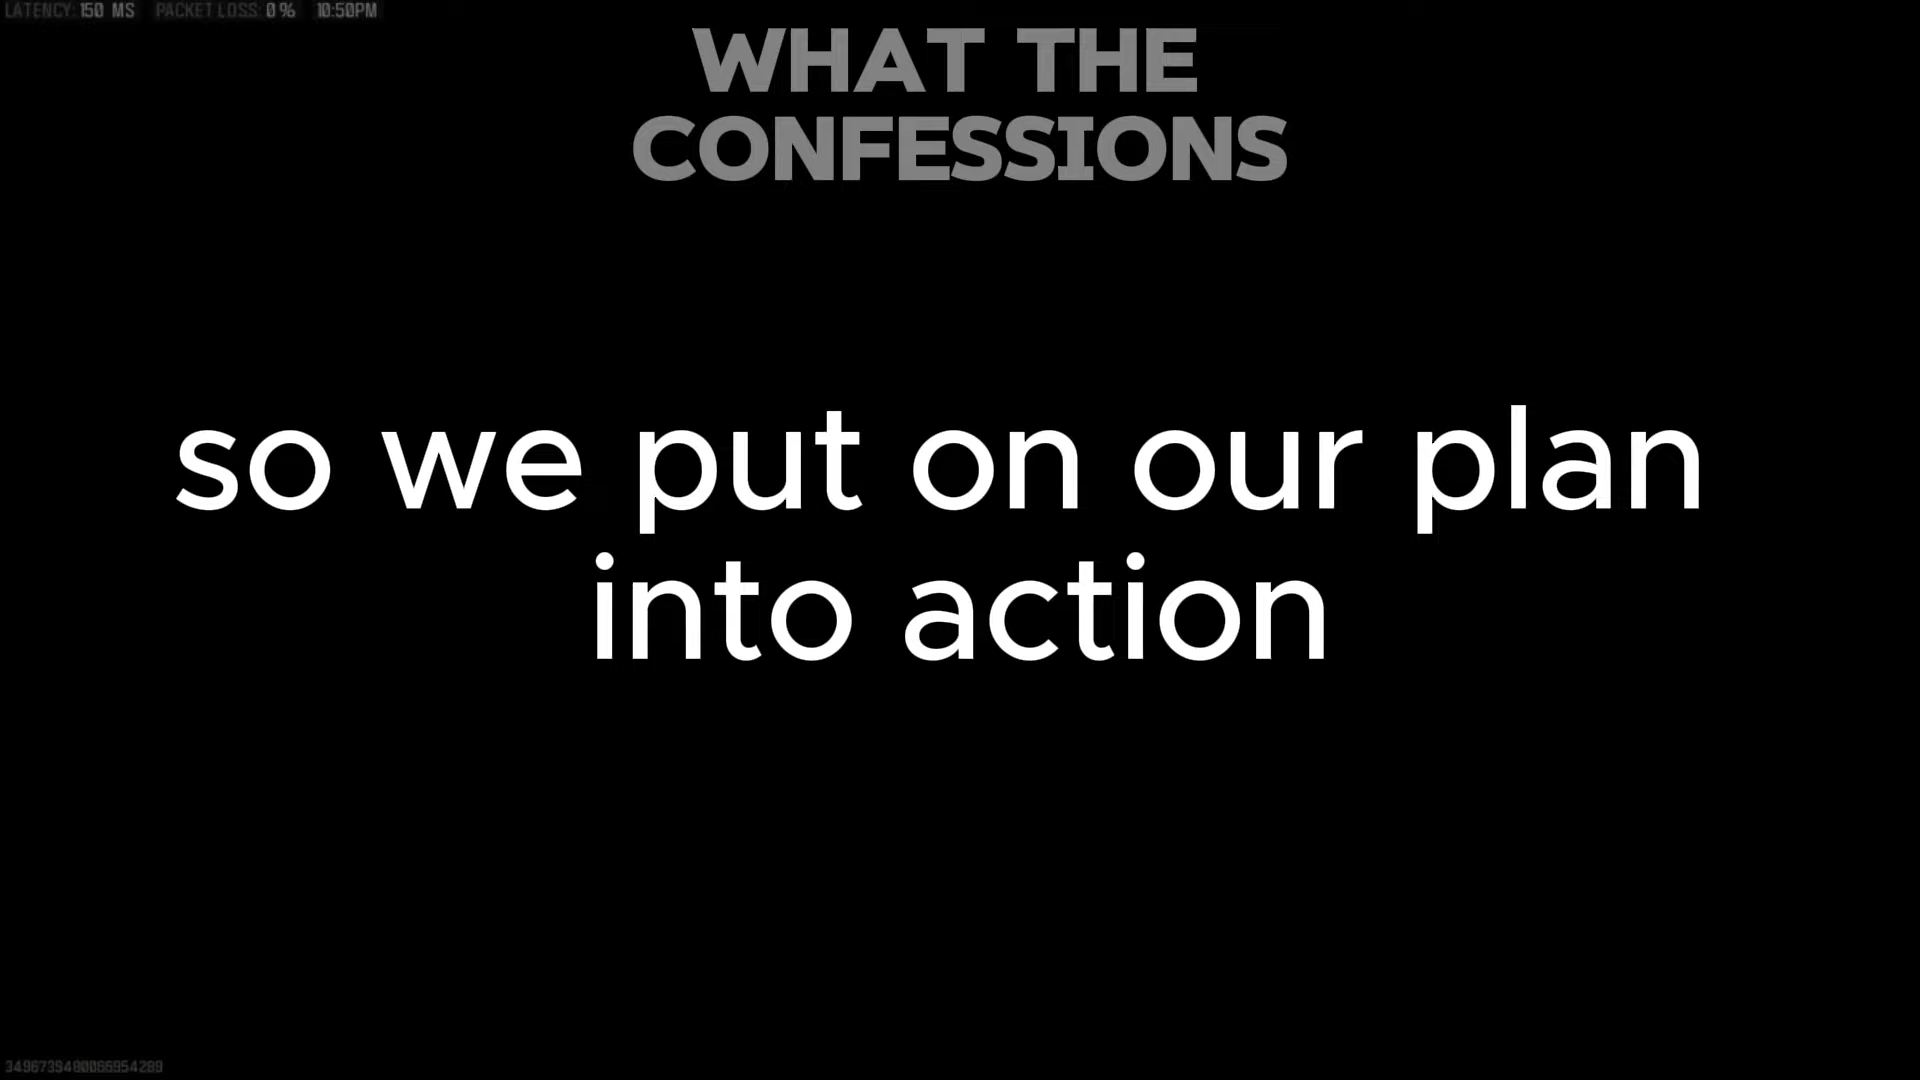 LATENCY: 150 MS PACKET LOSS: 0% 10:50PM
WHAT THE
CONFESSIONS
so we put on our plan
into action